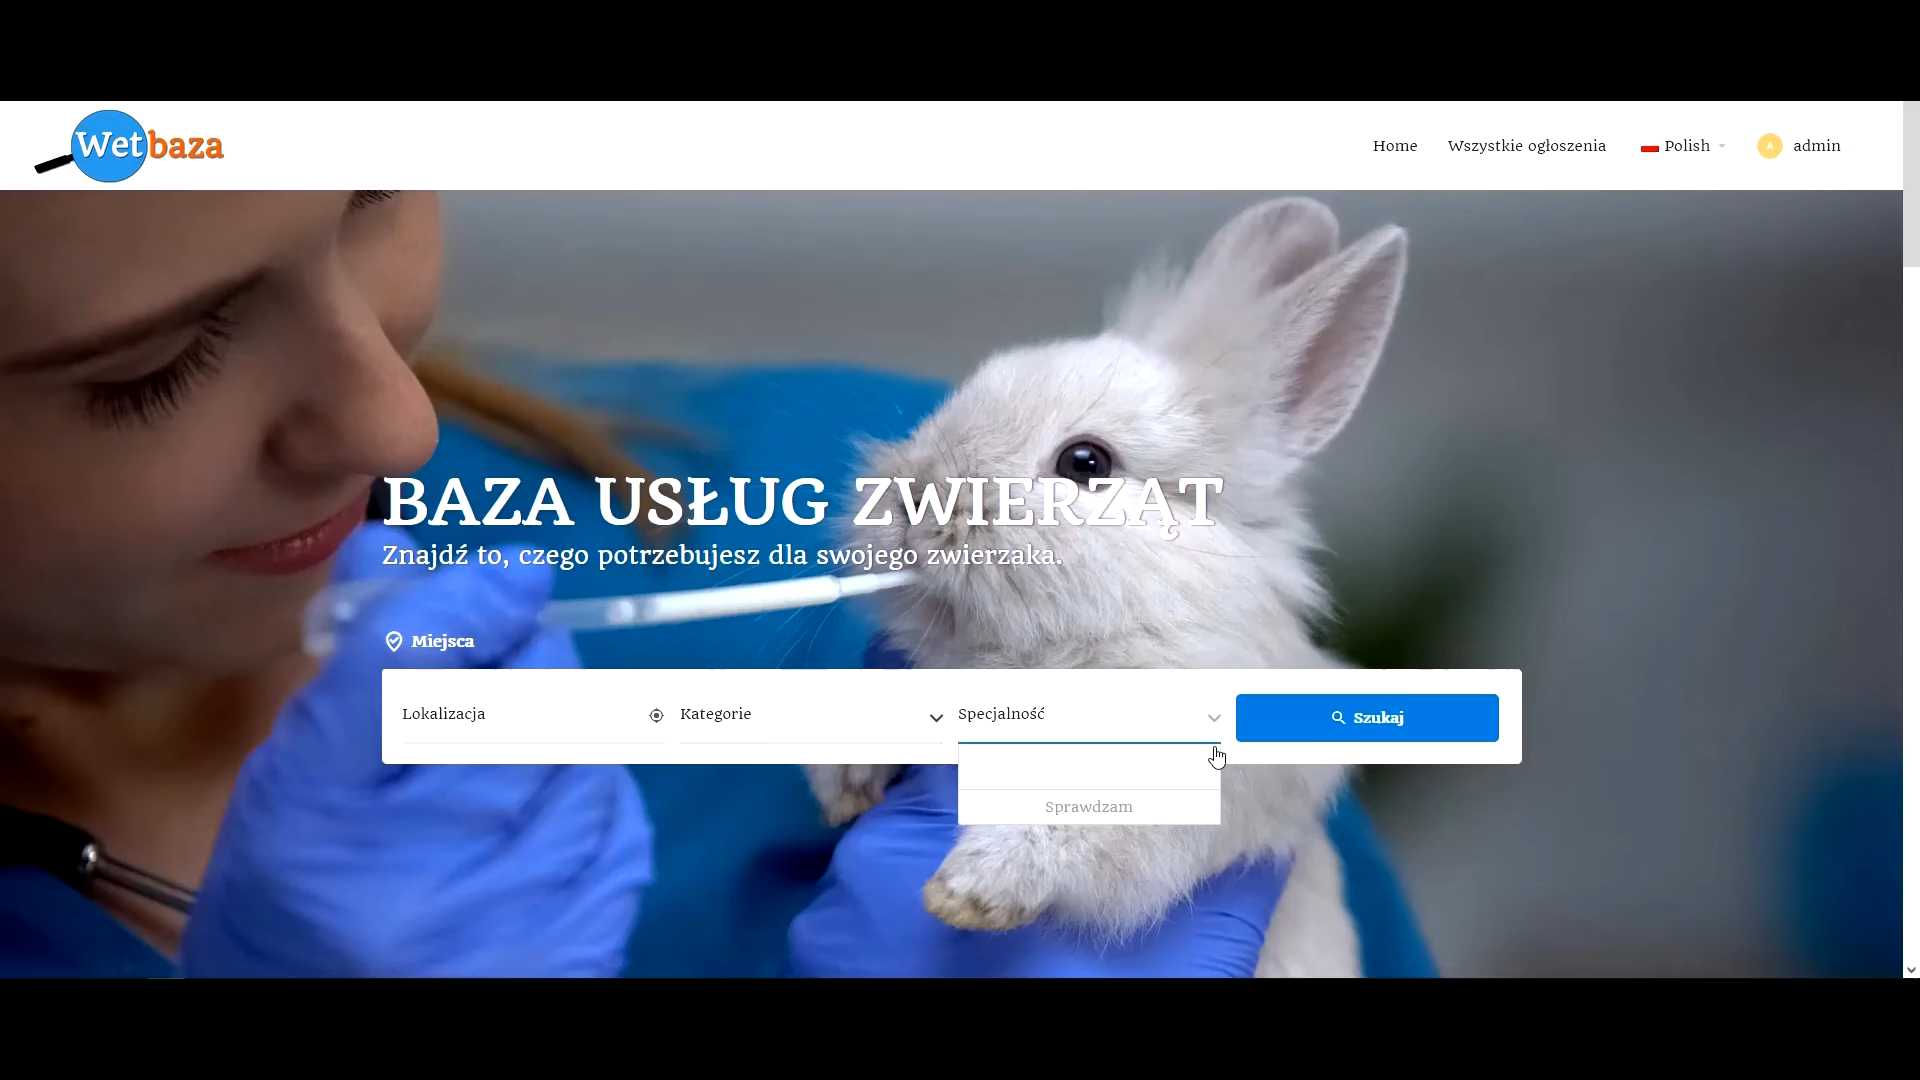 Wetbaza
Home
Wszystkie ogłoszenia
Polish
A
admin
BAZA USŁUG ZWIERZĄT
Znajdź to, czego potrzebujesz dla swojego zwierzaka.
Miejsca
Lokalizacja
Kategorie
Specjalność
Szukaj
Sprawdzam